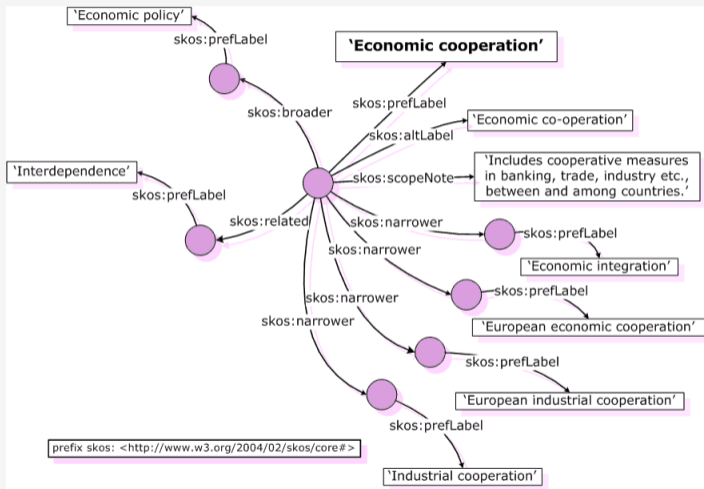 ‘Economic policy’
skos:prefLabel
‘Economic cooperation’
skos:prefLabel
skos:broader
‘Economic co-operation’
skos:altLabel
‘Interdependence’
skos:prefLabel
skos:scopeNote
‘Includes cooperative measures
in banking, trade, industry etc.,
between and among countries.’
skos:related
skos:narrower
skos:prefLabel
‘Economic integration’
skos:narrower
skos:prefLabel
‘European economic cooperation’
skos:narrower
skos:prefLabel
‘European industrial cooperation’
skos:narrower
skos:prefLabel
‘Industrial cooperation’
prefix skos: <http://www.w3.org/2004/02/skos/core#>